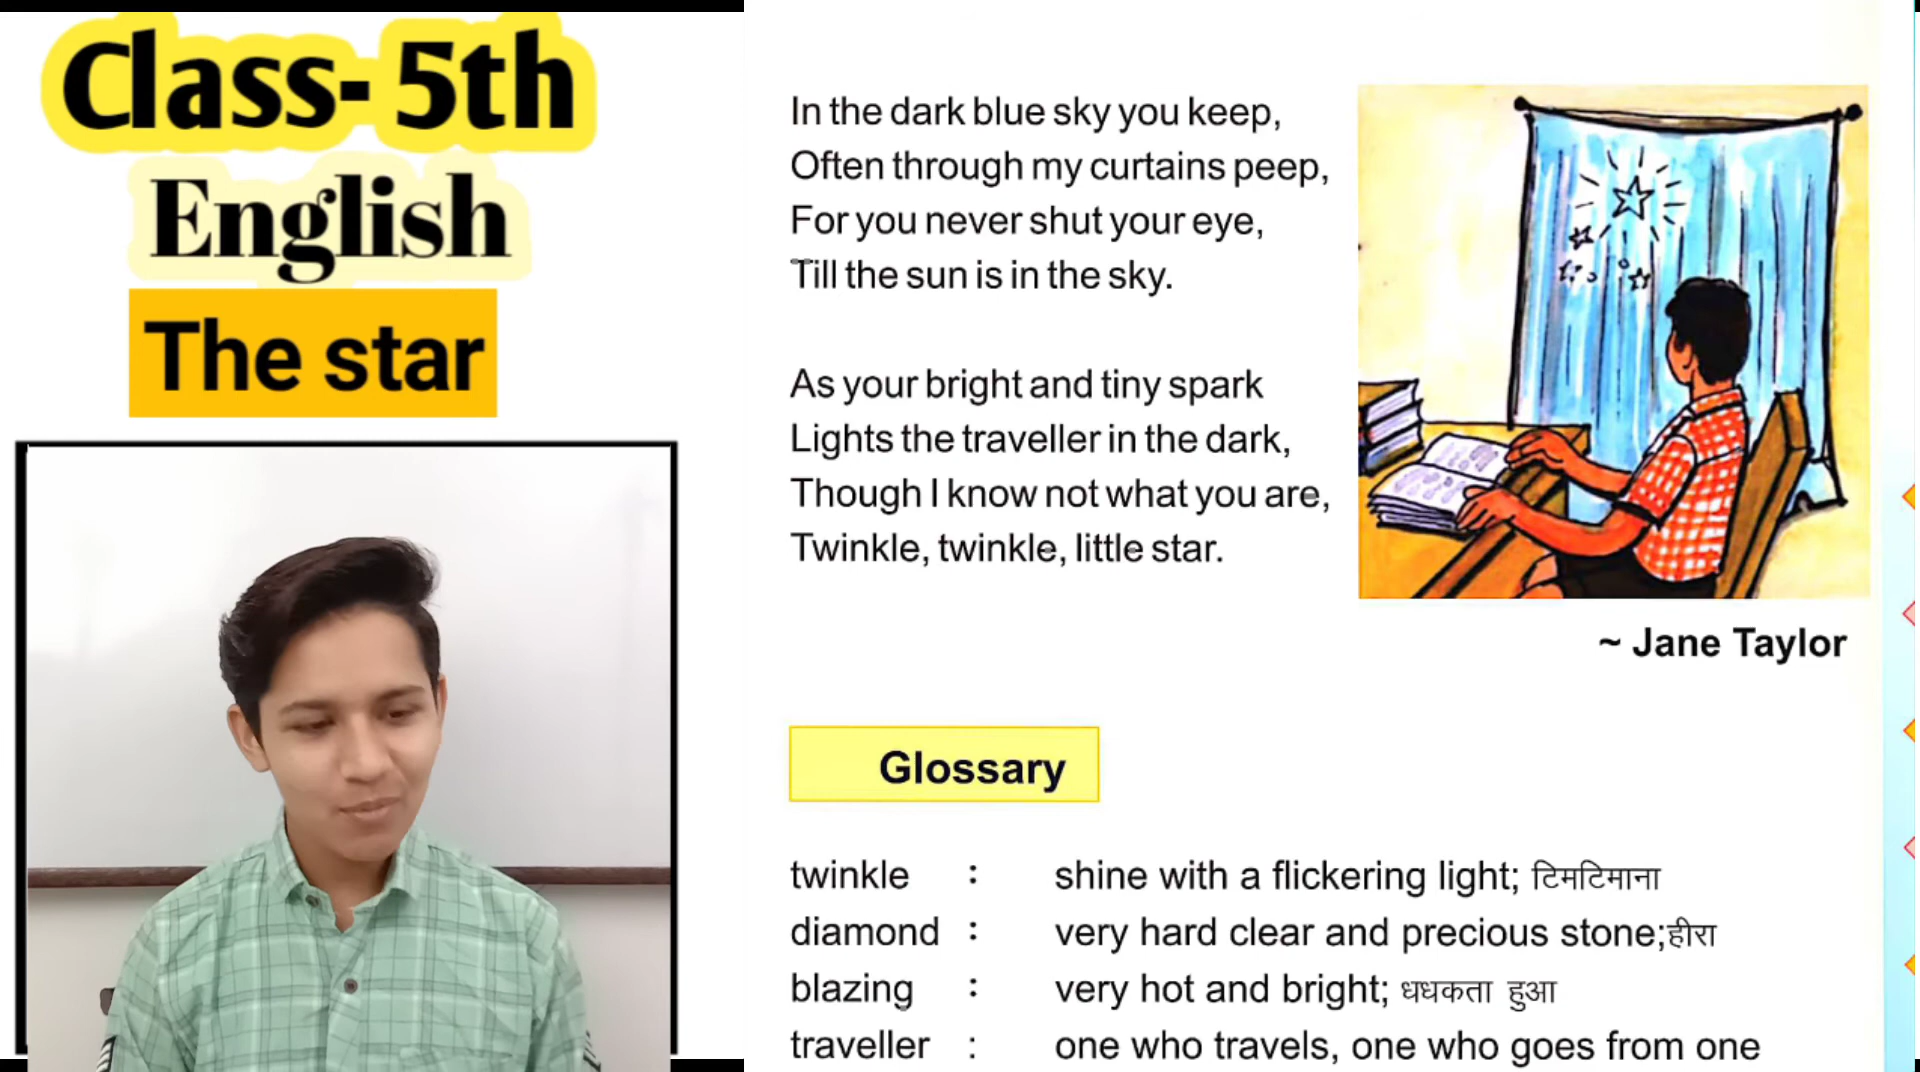 Class- 5th
English
The star
In the dark blue sky you keep,
Often through my curtains peep,
For you never shut your eye,
Till the sun is in the sky.
As your bright and tiny spark
Lights the traveller in the dark,
Though I know not what you are,
Twinkle, twinkle, little star.
~ Jane Taylor
Glossary
twinkle : shine with a flickering light; टिमटिमाना
diamond : very hard clear and precious stone;हीरा
blazing : very hot and bright; धधकता हुआ
traveller : one who travels, one who goes from one